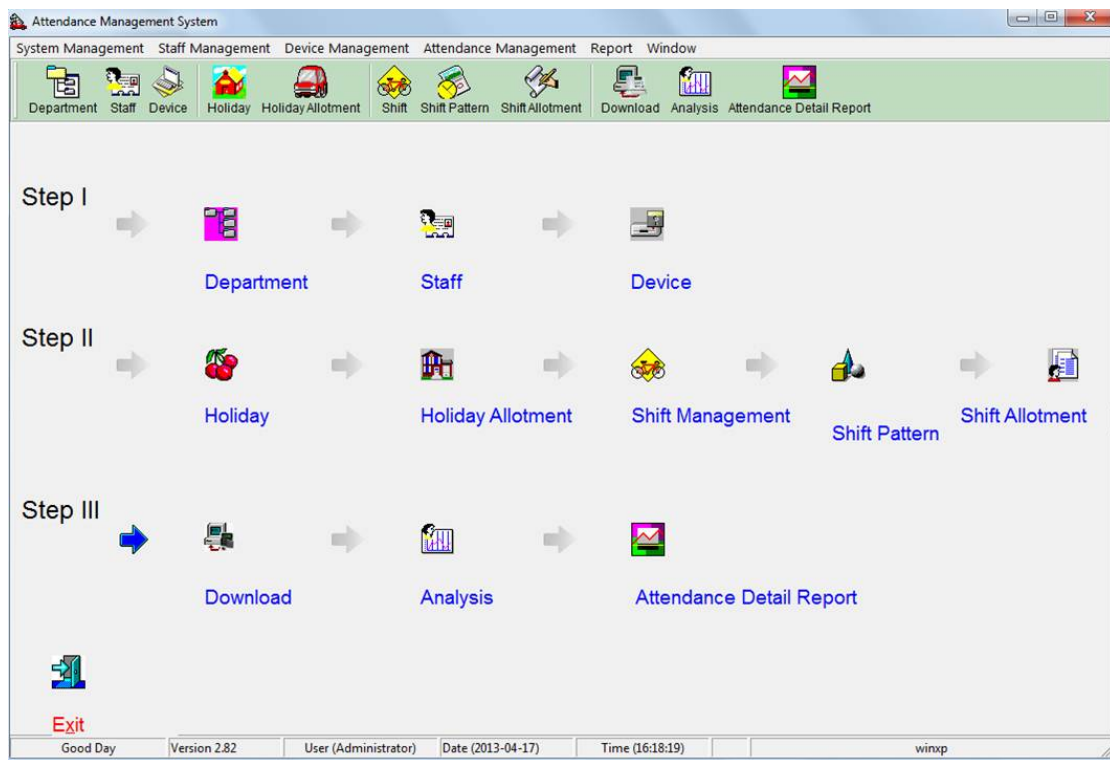 Attendance Management System
System Management Staff Management Device Management Attendance Management Report Window
Department Staff Device Holiday Holiday Allotment Shift Shift Pattern Shift Allotment Download Analysis Attendance Detail Report
Step I
Department Staff Device
Step II
Holiday Holiday Allotment Shift Management Shift Pattern Shift Allotment
Step III
Download Analysis Attendance Detail Report
Exit
Good Day Version 2.82 User (Administrator) Date (2013-04-17) Time (16:18:19) winxp